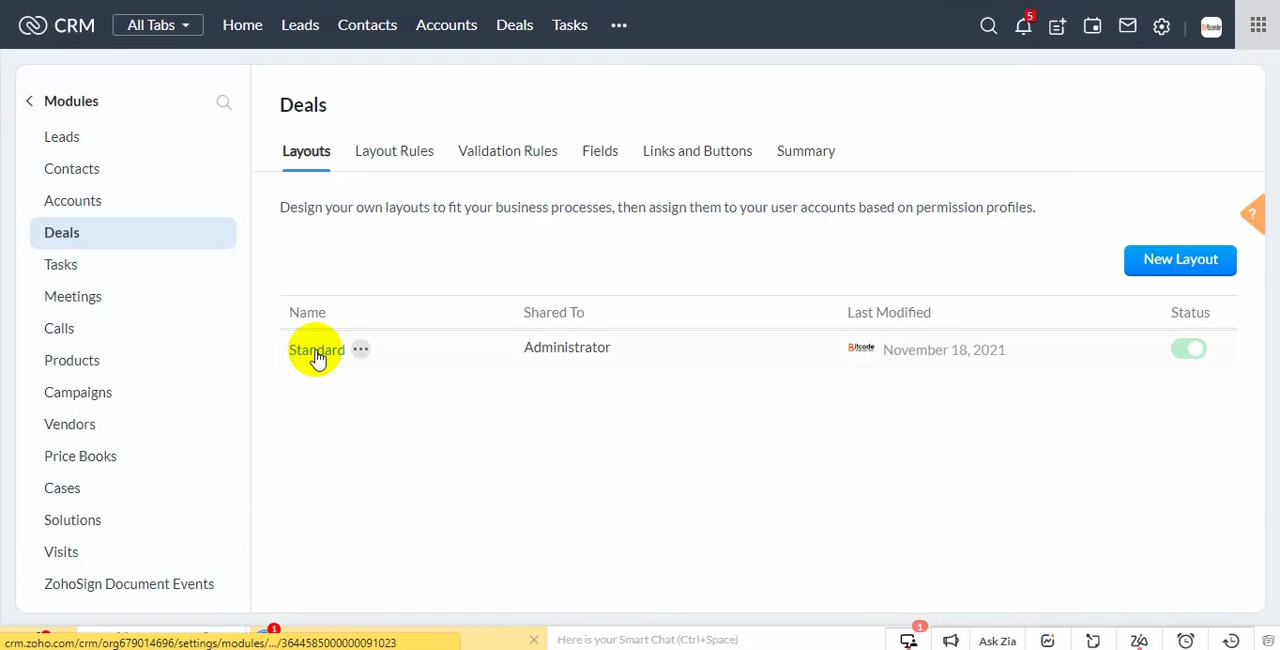 CRM All Tabs Home Leads Contacts Accounts Deals Tasks ••• 5
Modules
Leads
Contacts
Accounts
Deals
Tasks
Meetings
Calls
Products
Campaigns
Vendors
Price Books
Cases
Solutions
Visits
ZohoSign Document Events
Deals
Layouts Layout Rules Validation Rules Fields Links and Buttons Summary
Design your own layouts to fit your business processes, then assign them to your user accounts based on permission profiles.
?
New Layout
Name Shared To Last Modified Status
Standard ••• Administrator Bitcode November 18, 2021
crm.zoho.com/crm/org679014696/settings/modules/.../3644585000000091023
1
Here is your Smart Chat (Ctrl+Space)
1
Ask Zia